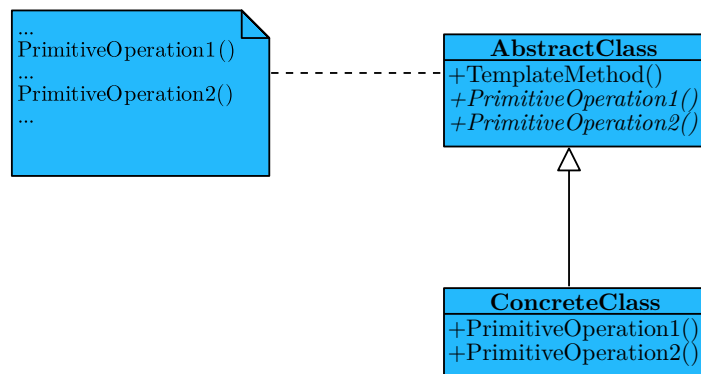 ...
PrimitiveOperation1()
...
PrimitiveOperation2()
...
AbstractClass
+TemplateMethod()
+PrimitiveOperation1()
+PrimitiveOperation2()
ConcreteClass
+PrimitiveOperation1()
+PrimitiveOperation2()